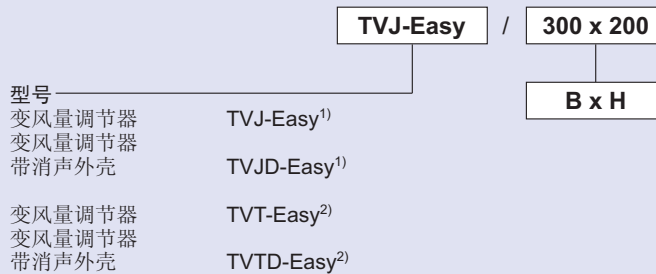 TVJ-Easy / 300 x 200
B x H
型号
变风量调节器 TVJ-Easy1)
变风量调节器
带消声外壳 TVJD-Easy1)
变风量调节器 TVT-Easy2)
变风量调节器
带消声外壳 TVTD-Easy2)